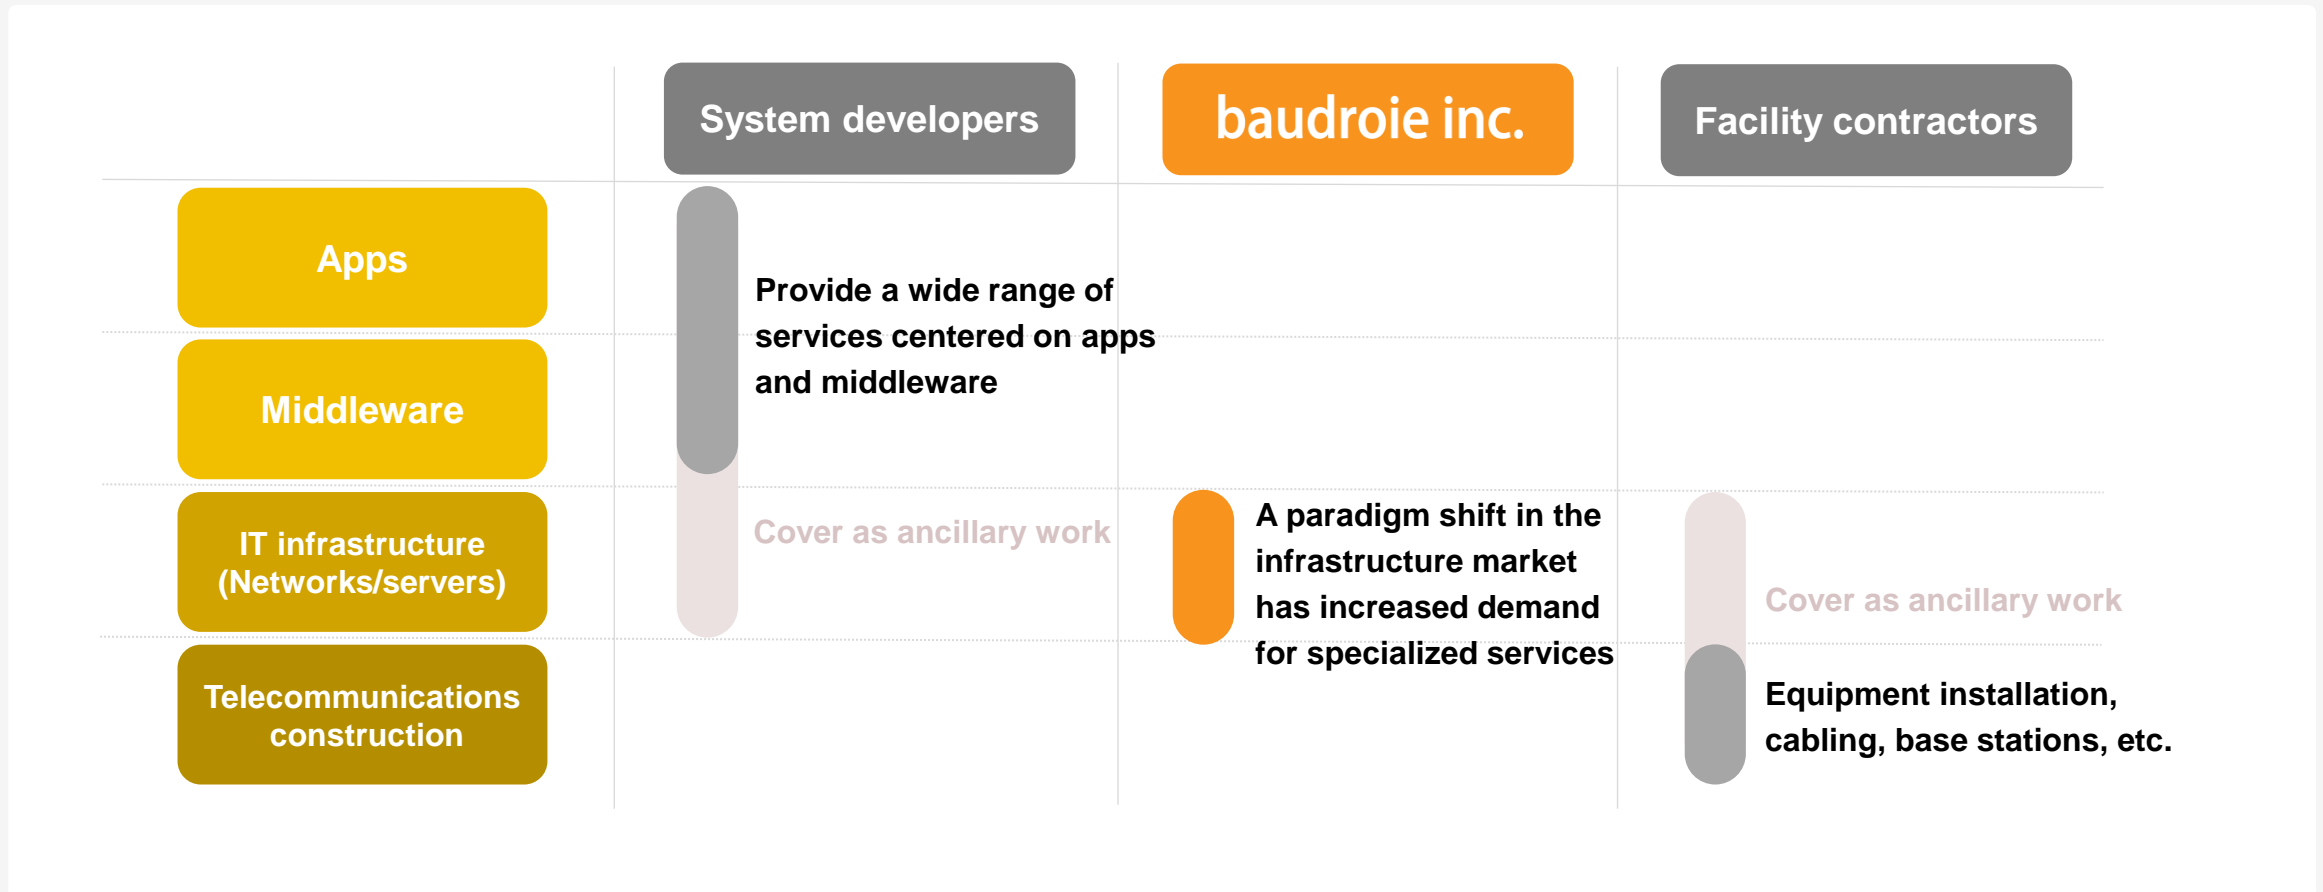 System developers
baudroie inc.
Facility contractors
Apps
Provide a wide range of
services centered on apps
and middleware
Middleware
IT infrastructure
(Networks/servers)
Cover as ancillary work
A paradigm shift in the
infrastructure market
has increased demand
for specialized services
Cover as ancillary work
Telecommunications
construction
Equipment installation,
cabling, base stations, etc.